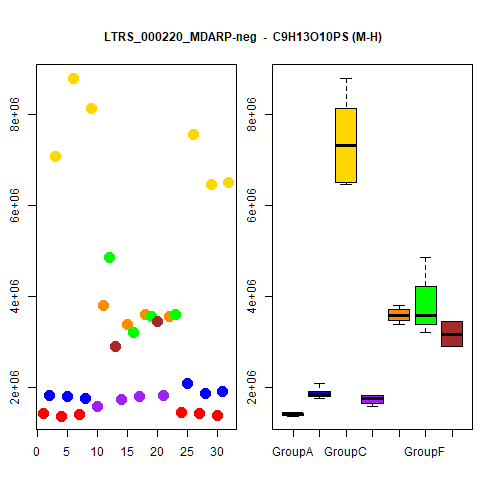 LTRS_000220_MDARP-neg - C9H13O10PS (M-H)
8e+06
6e+06
4e+06
2e+06
0 5 10 15 20 25 30
8e+06
6e+06
4e+06
2e+06
GroupA GroupC GroupF